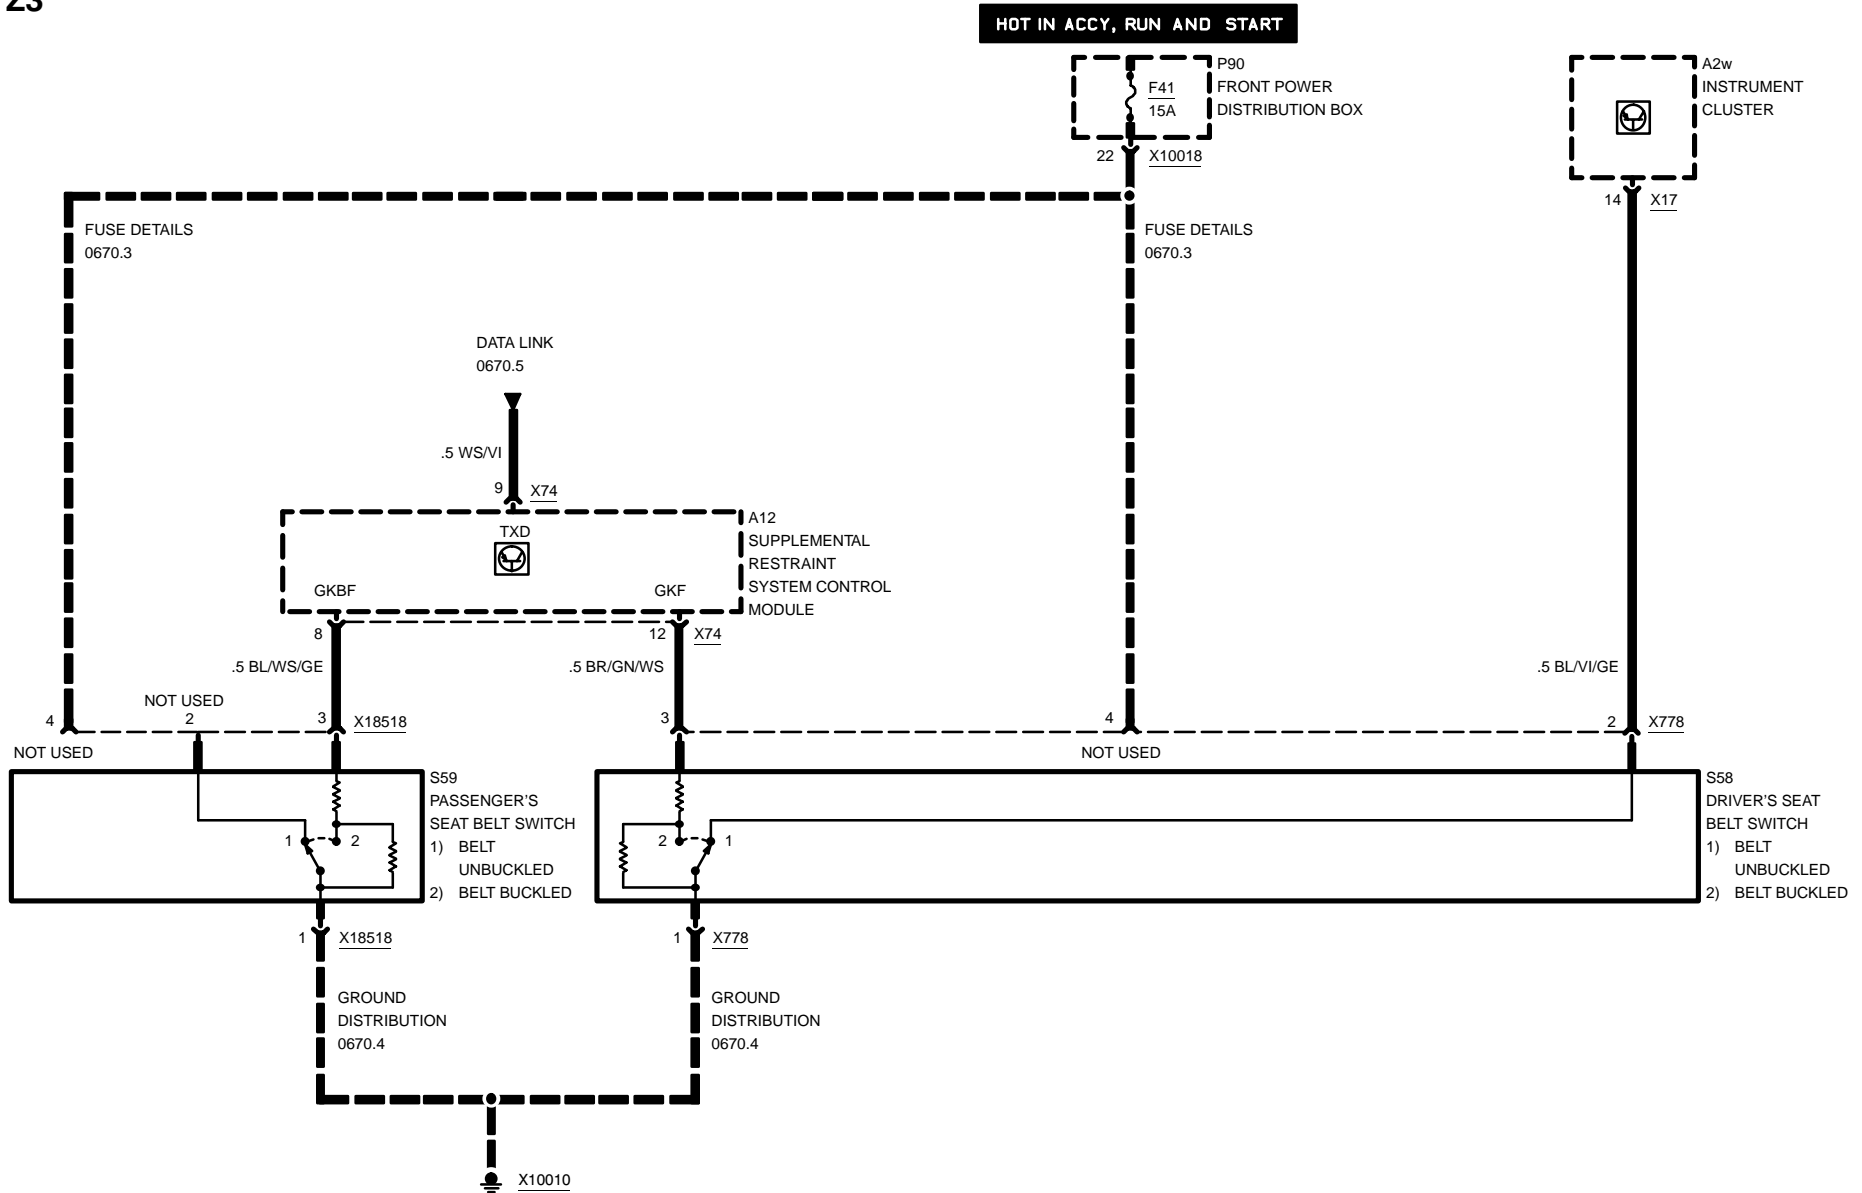 Z3
HOT IN ACCY, RUN AND START
P90
FRONT POWER
DISTRIBUTION BOX
F41
15A
22 X10018
A2w
INSTRUMENT
CLUSTER
14 X17
FUSE DETAILS
0670.3
FUSE DETAILS
0670.3
DATA LINK
0670.5
.5 WS/VI
9 X74
TXD
GKBF GKF
A12
SUPPLEMENTAL
RESTRAINT
SYSTEM CONTROL
MODULE
8 12 X74
.5 BL/WS/GE
.5 BR/GN/WS
.5 BL/VI/GE
NOT USED
4 2 3 X18518
3 4 2 X778
NOT USED
NOT USED
1 2
S59
PASSENGER'S
SEAT BELT SWITCH
1) BELT
UNBUCKLED
2) BELT BUCKLED
2 1
S58
DRIVER'S SEAT
BELT SWITCH
1) BELT
UNBUCKLED
2) BELT BUCKLED
1 X18518
1 X778
GROUND
DISTRIBUTION
0670.4
GROUND
DISTRIBUTION
0670.4
X10010